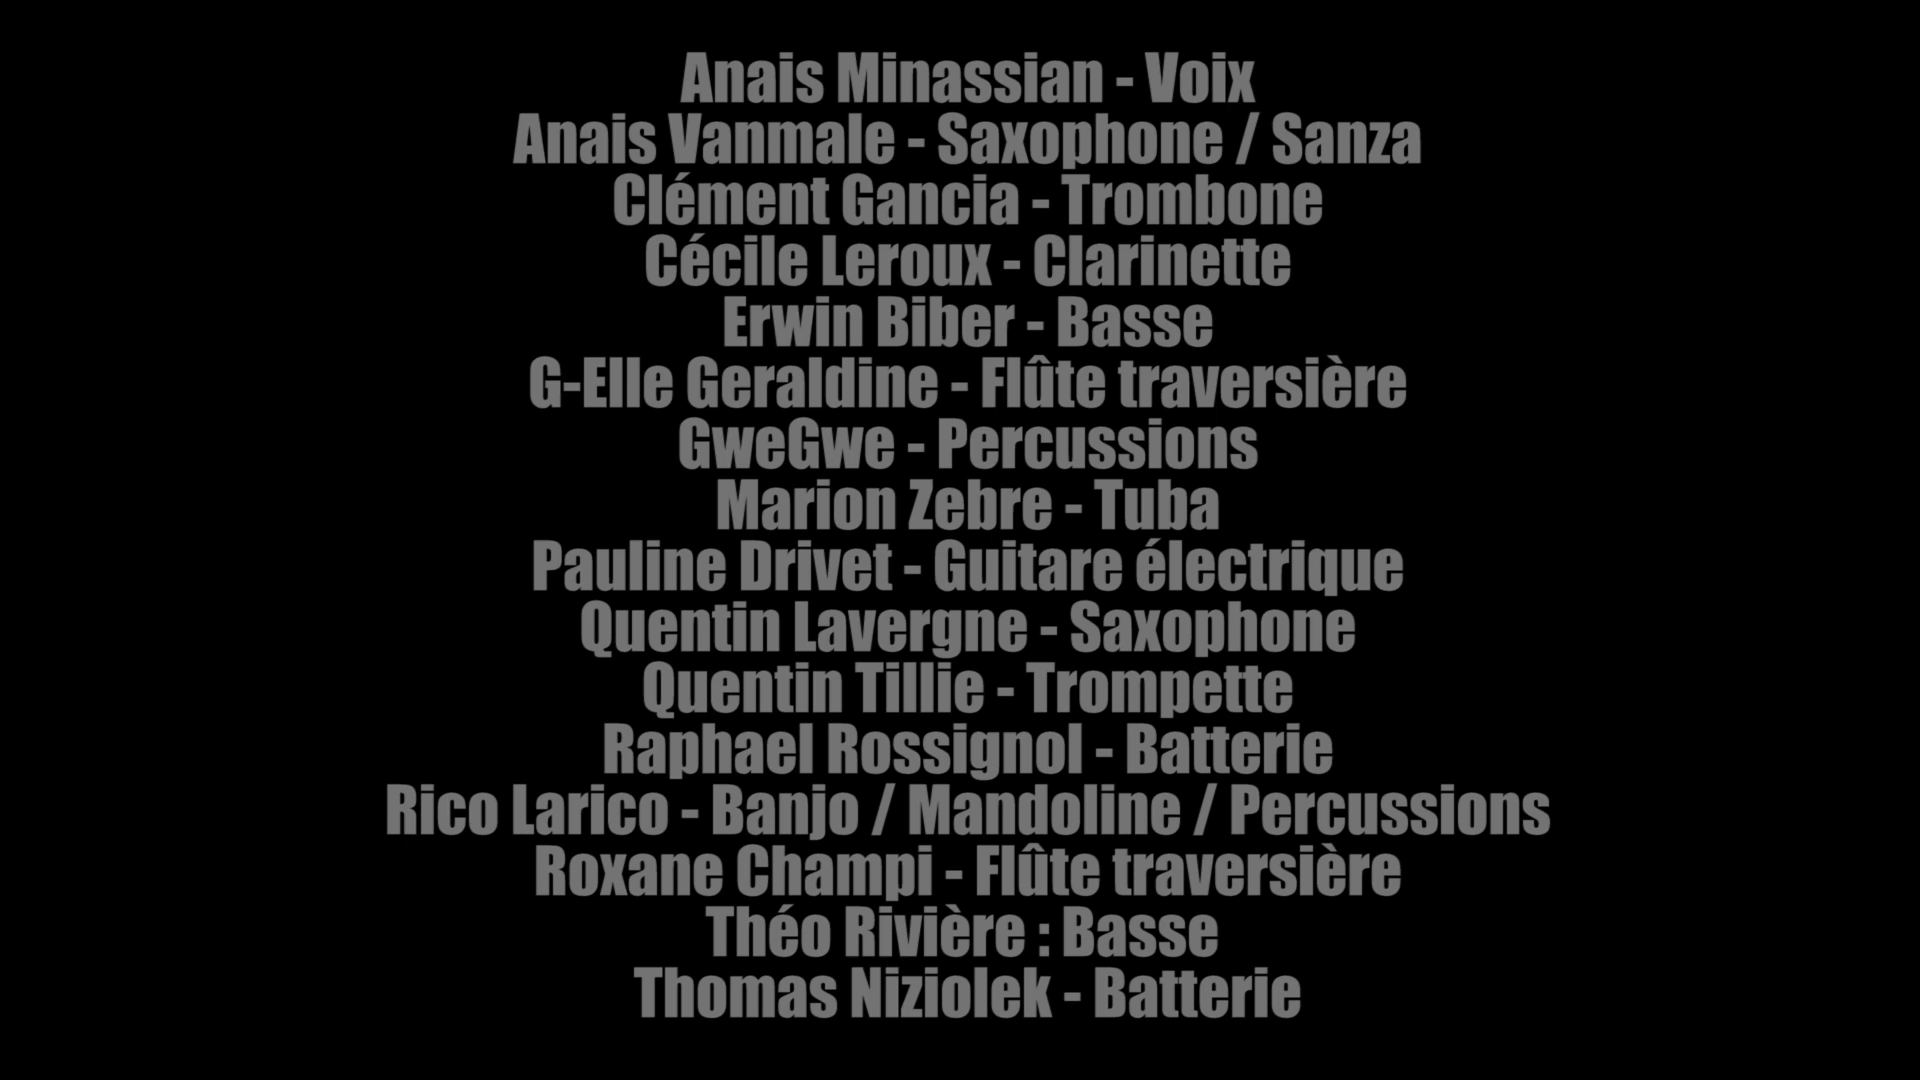 Anais Minassian - Voix
Anais Vanmale - Saxophone / Sanza
Clément Gancia - Trombone
Cécile Leroux - Clarinette
Erwin Biber - Basse
G-Elle Geraldine - Flûte traversière
GweGwe - Percussions
Marion Zebre - Tuba
Pauline Drivet - Guitare électrique
Quentin Lavergne - Saxophone
Quentin Tillie - Trompette
Raphael Rossignol - Batterie
Rico Larico - Banjo / Mandoline / Percussions
Roxane Champi - Flûte traversière
Théo Rivière : Basse
Thomas Niziolek - Batterie